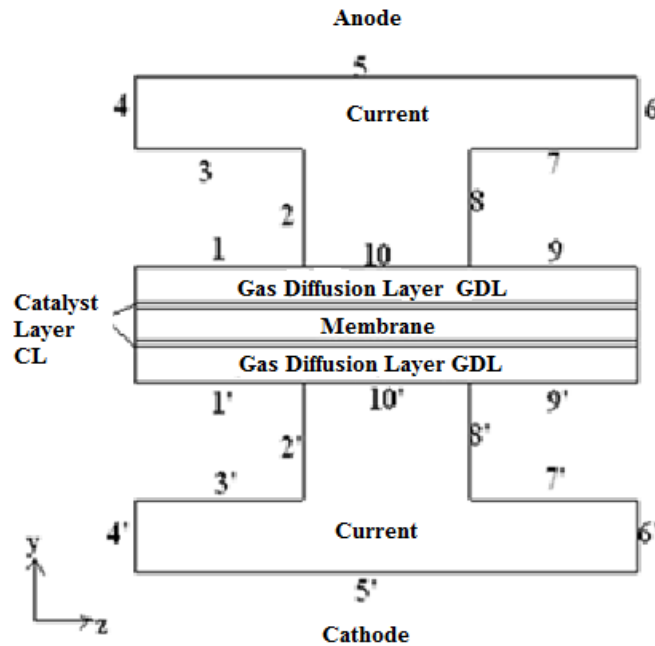 Anode
5
4
Current
6
3
7
2
8
1
10
9
Gas Diffusion Layer GDL
Catalyst
Layer
CL
Membrane
Gas Diffusion Layer GDL
1'
10'
9'
2'
8'
3'
7'
4'
Current
6'
5'
y
z
Cathode